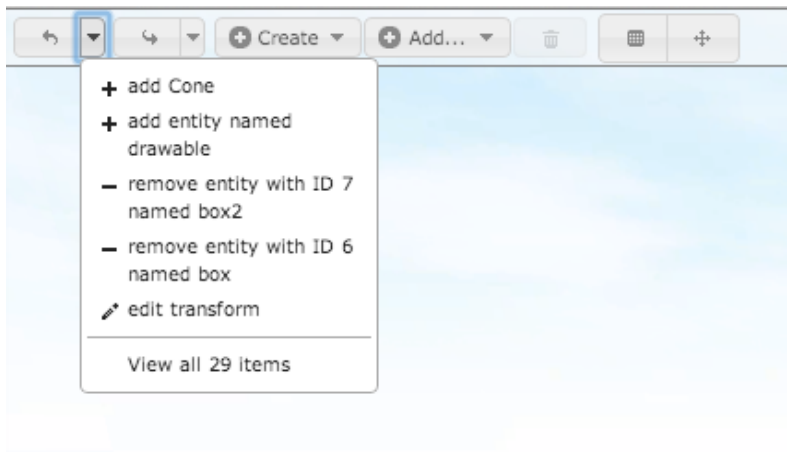 Create
Add...
add Cone
add entity named
drawable
remove entity with ID 7
named box2
remove entity with ID 6
named box
edit transform
View all 29 items